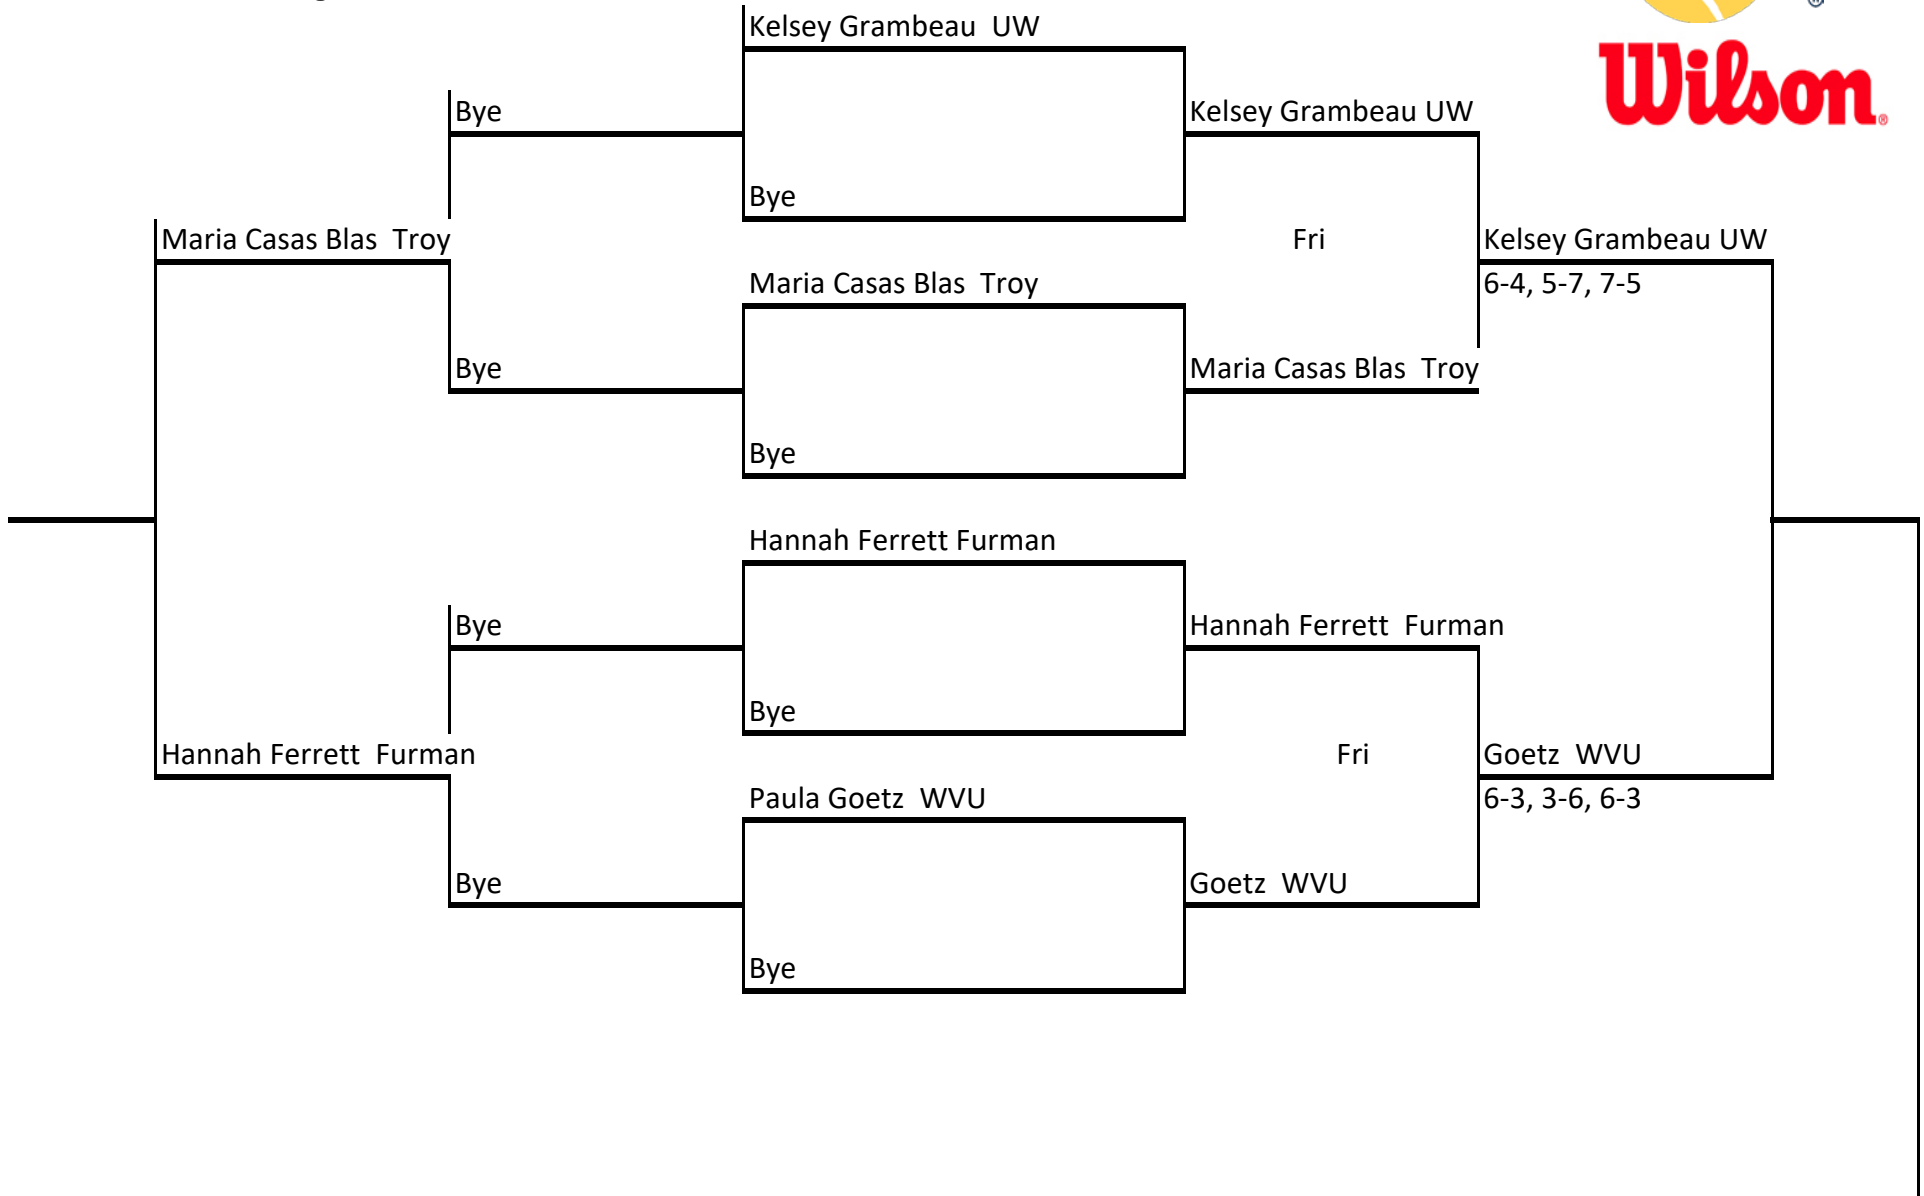 Kelsey Grambeau UW
Wilson
Bye
Kelsey Grambeau UW
Bye
Maria Casas Blas Troy
Fri
Kelsey Grambeau UW
Maria Casas Blas Troy
6-4, 5-7, 7-5
Bye
Maria Casas Blas Troy
Bye
Hannah Ferrett Furman
Bye
Hannah Ferrett Furman
Bye
Hannah Ferrett Furman
Fri
Goetz WVU
Paula Goetz WVU
6-3, 3-6, 6-3
Bye
Goetz WVU
Bye